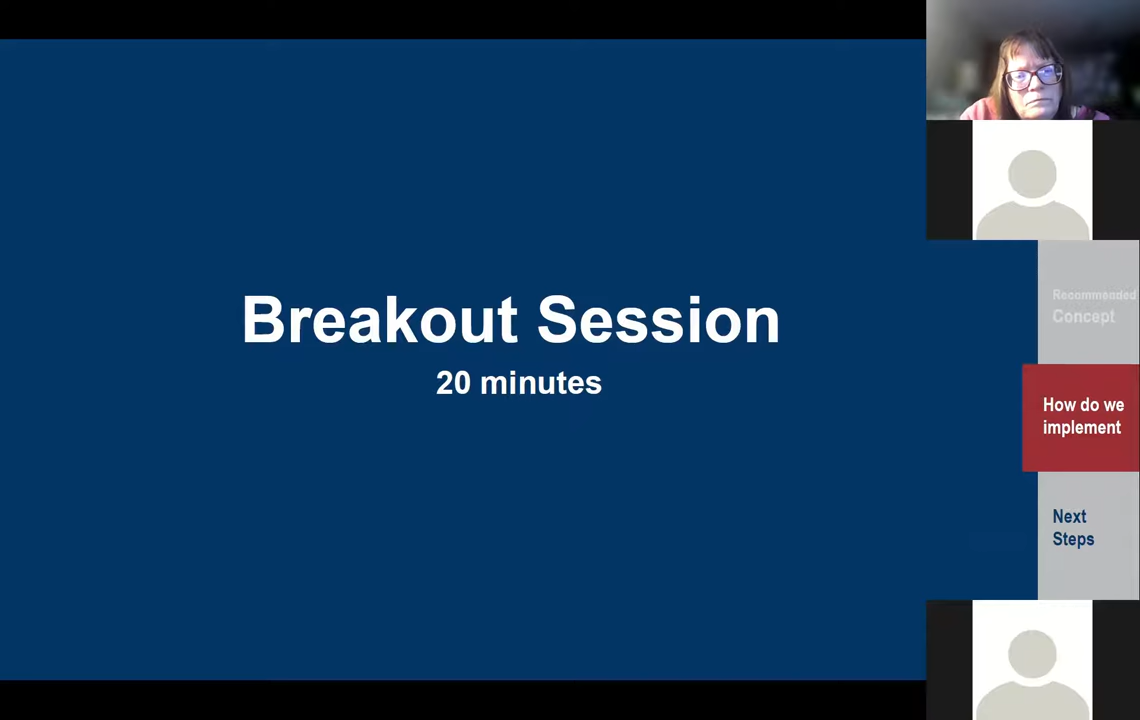 Breakout Session
20 minutes
Recommended
Concept
How do we
implement
Next
Steps